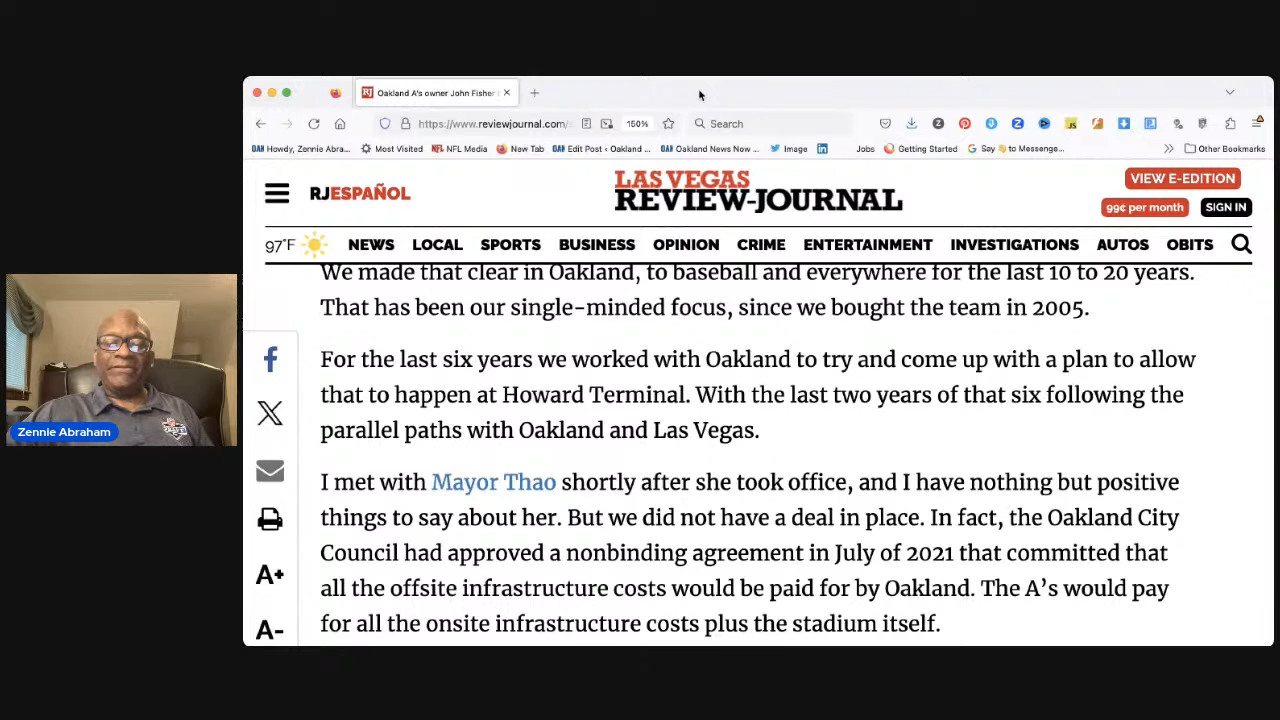 Oakland A's owner John Fisher
https://www.reviewjournal.com/
150%
Search
OAN Howdy, Zennie Abra...
Most Visited
NFL NFL Media
New Tab
OAN Edit Post ‹ Oakland ...
OAN Oakland News Now ...
Image
Jobs
Getting Started
Say 👋 to Messenge...
Other Bookmarks
RJESPAÑOL
LAS VEGAS
REVIEW-JOURNAL
VIEW E-EDITION
99¢ per month
SIGN IN
97°F
NEWS LOCAL SPORTS BUSINESS OPINION CRIME ENTERTAINMENT INVESTIGATIONS AUTOS OBITS
We made that clear in Oakland, to baseball and everywhere for the last 10 to 20 years.
That has been our single-minded focus, since we bought the team in 2005.
For the last six years we worked with Oakland to try and come up with a plan to allow
that to happen at Howard Terminal. With the last two years of that six following the
parallel paths with Oakland and Las Vegas.
I met with Mayor Thao shortly after she took office, and I have nothing but positive
things to say about her. But we did not have a deal in place. In fact, the Oakland City
Council had approved a nonbinding agreement in July of 2021 that committed that
all the offsite infrastructure costs would be paid for by Oakland. The A's would pay
for all the onsite infrastructure costs plus the stadium itself.
A+
A-
Zennie Abraham